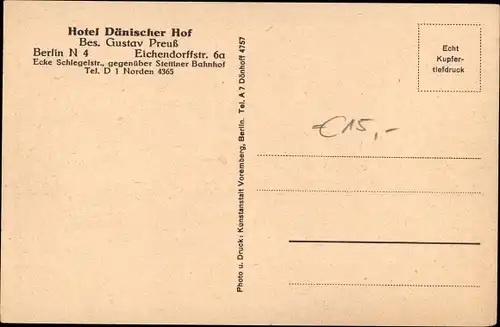 Hotel Dänischer Hof
Bes. Gustav Preuß
Berlin N 4 Eichendorffstr. 6a
Ecke Schlegelstr., gegenüber Stettiner Bahnhof
Tel. D 1 Norden 4365
Photo u. Druck: Kunstanstalt Voremberg, Berlin. Tel. A 7 Dönhoff 4757
Echt
Kupfer-
tiefdruck
€15,-